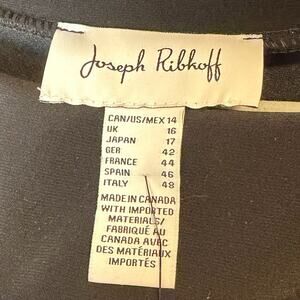 Joseph Ribkoff
CAN/US/MEX 14
UK 16
JAPAN 17
GER 42
FRANCE 44
SPAIN 46
ITALY 48
MADE IN CANADA
WITH IMPORTED
MATERIALS/
FABRIQUÉ AU
CANADA AVEC
DES MATÉRIELS
IMPORTÉS